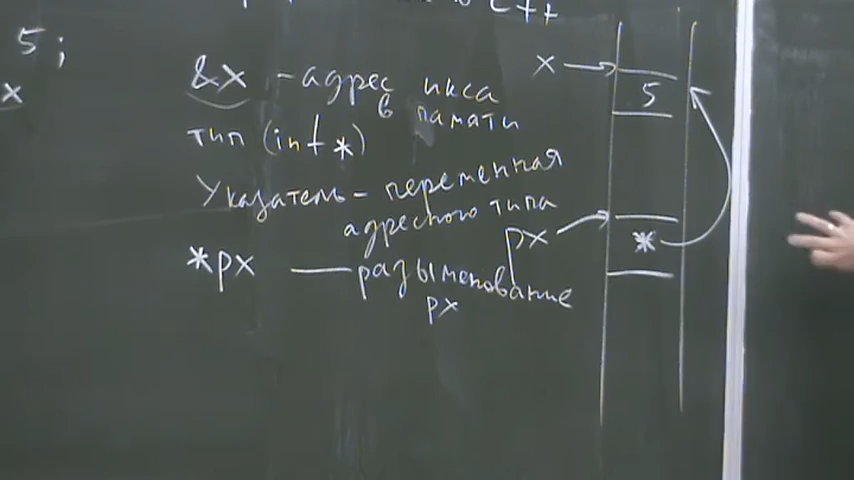 C++
5;
x
&x - адрес икса
в памяти
тип (int *)
Указатель - переменная
адресного типа
*px — разыменование
px
x
5
px
*